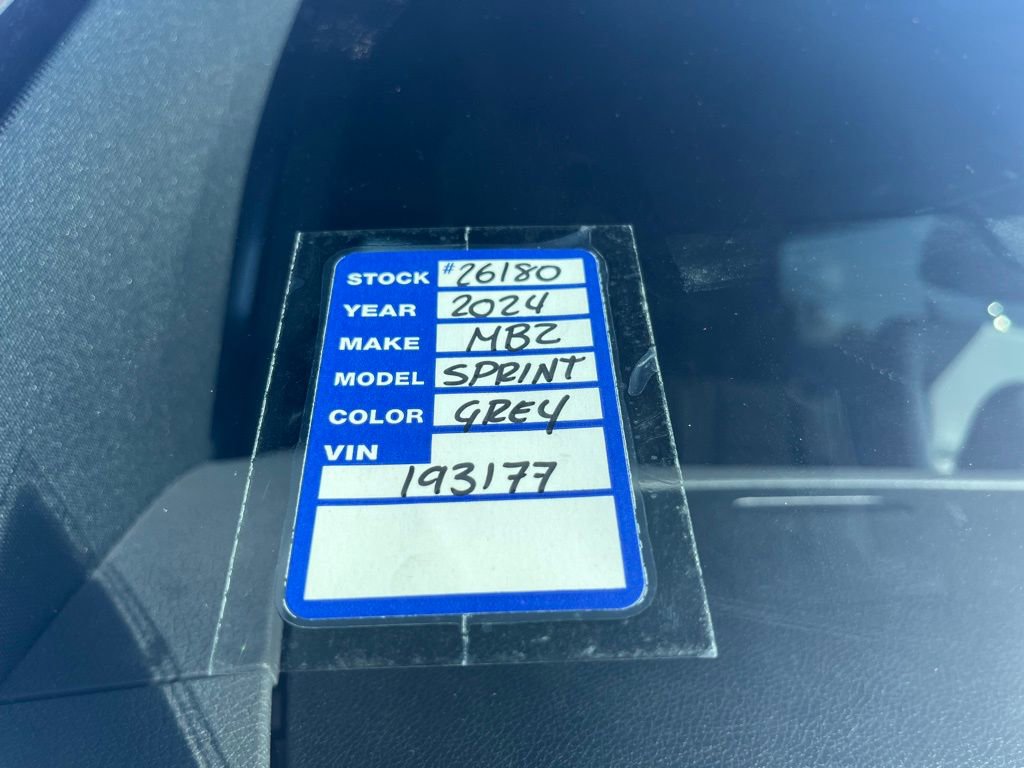 STOCK #26180
YEAR 2024
MAKE MBZ
MODEL SPRINT
COLOR GREY
VIN
193177